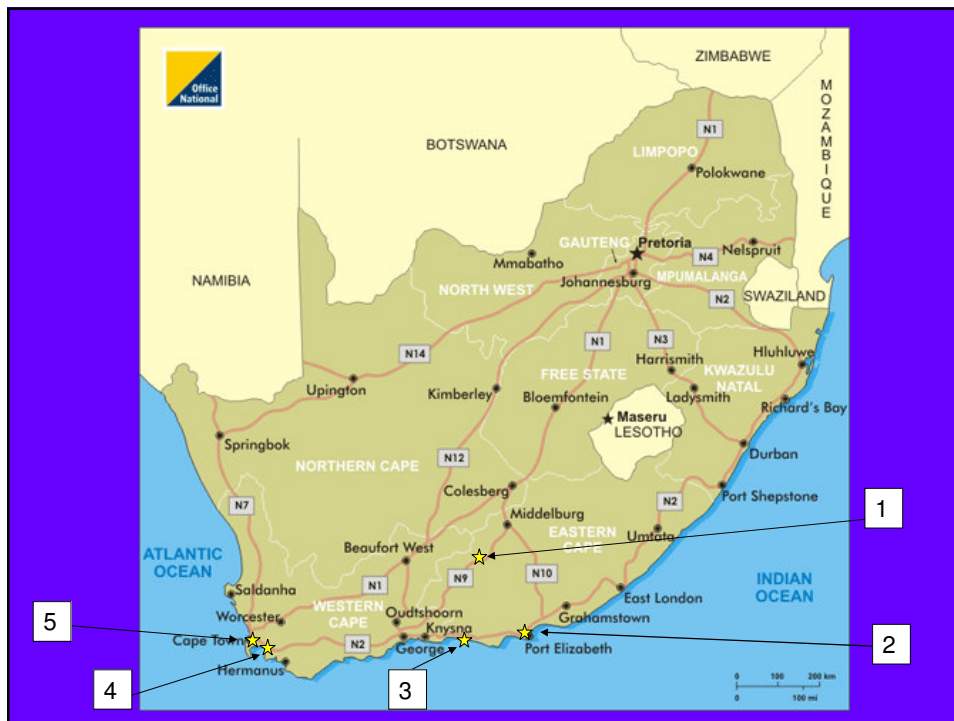 ZIMBABWE
Office
National
MOZAMBIQUE
N1
BOTSWANA
LIMPOPO
Polokwane
GAUTENG
Pretoria
Nelspruit
Mmabatho
N4
NAMIBIA
NORTH WEST
Johannesburg
MPUMALANGA
SWAZILAND
N2
N1
N3
N14
Harrismith
Hluhluwe
Upington
Kimberley
FREE STATE
KWAZULU
NATAL
Bloemfontein
Ladysmith
Richard's Bay
Maseru
LESOTHO
Springbok
Durban
NORTHERN CAPE
N12
Colesberg
N7
N2
Port Shepstone
Middelburg
1
EASTERN
CAPE
Umtata
ATLANTIC
OCEAN
Beaufort West
N9
N10
INDIAN
OCEAN
N1
Saldanha
East London
WESTERN
CAPE
Oudtshoorn
Grahamstown
5
Worcester
Knysna
Cape Town
N2
George
Port Elizabeth
2
Hermanus
4
3
0 100 200 km
0 100 mi